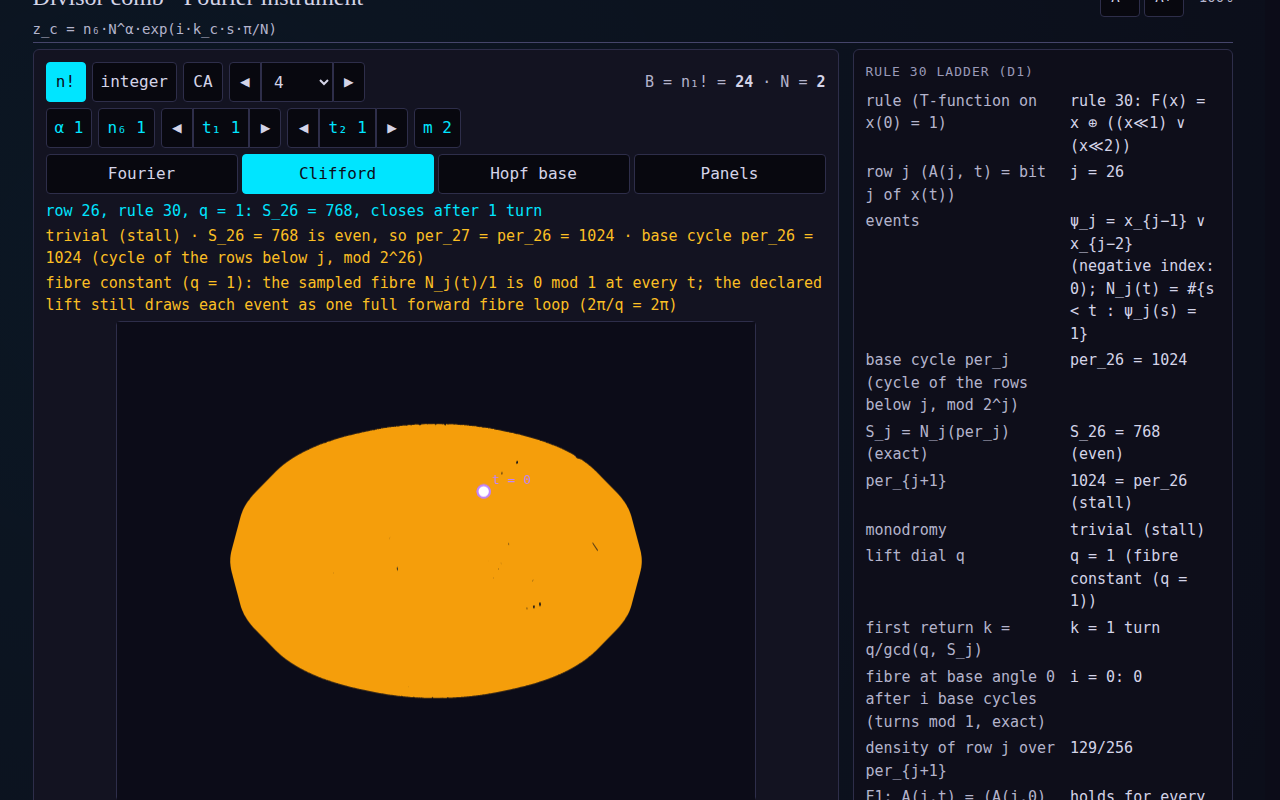 z_c = n₆·N^α·exp(i·k_c·s·π/N)
n!
integer
CA
◀
4
▶
B = n₁! = 24 · N = 2
α 1
n₆ 1
◀
t₁ 1
▶
◀
t₂ 1
▶
m 2
Fourier
Clifford
Hopf base
Panels
row 26, rule 30, q = 1: S_26 = 768, closes after 1 turn
trivial (stall) · S_26 = 768 is even, so per_27 = per_26 = 1024 · base cycle per_26 =
1024 (cycle of the rows below j, mod 2^26)
fibre constant (q = 1): the sampled fibre N_j(t)/1 is 0 mod 1 at every t; the declared
lift still draws each event as one full forward fibre loop (2π/q = 2π)
RULE 30 LADDER (D1)
rule (T-function on
x(0) = 1)
rule 30: F(x) =
x ⊕ ((x≪1) ∨
(x≪2))
row j (A(j, t) = bit
j of x(t))
j = 26
events
ψ_j = x_{j−1} ∨
x_{j−2}
(negative index:
0); N_j(t) = #{s
< t : ψ_j(s) =
1}
base cycle per_j
(cycle of the rows
below j, mod 2^j)
per_26 = 1024
S_j = N_j(per_j)
(exact)
S_26 = 768
(even)
per_{j+1}
1024 = per_26
(stall)
monodromy
trivial (stall)
lift dial q
q = 1 (fibre
constant (q =
1))
first return k =
q/gcd(q, S_j)
k = 1 turn
fibre at base angle 0
after i base cycles
(turns mod 1, exact)
i = 0: 0
density of row j over
per_{j+1}
129/256
holds for every